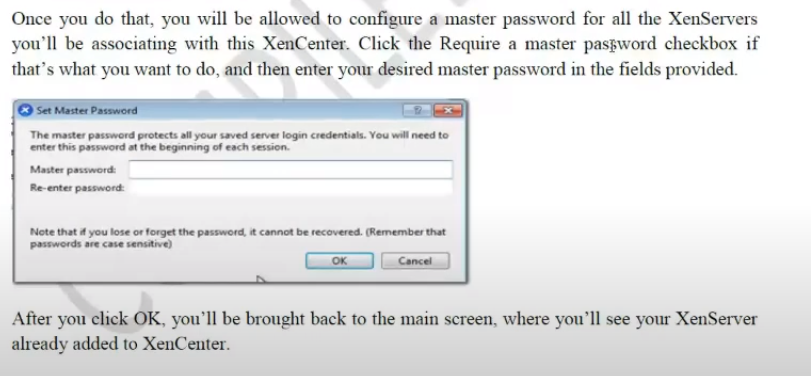 Once you do that, you will be allowed to configure a master password for all the XenServers
you'll be associating with this XenCenter. Click the Require a master password checkbox if
that's what you want to do, and then enter your desired master password in the fields provided.
Set Master Password
The master password protects all your saved server login credentials. You will need to
enter this password at the beginning of each session.
Master password:
Re-enter password:
Note that if you lose or forget the password, it cannot be recovered. (Remember that
passwords are case sensitive)
OK Cancel
After you click OK, you'll be brought back to the main screen, where you'll see your XenServer
already added to XenCenter.